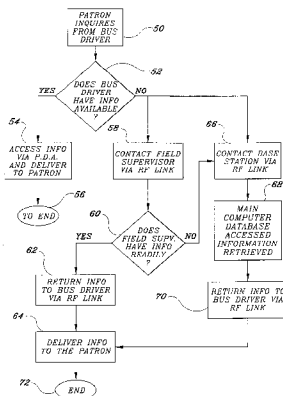 PATRON
INQUIRES
FROM BUS
DRIVER
50
52
YES
NO
DOES BUS
DRIVER
HAVE INFO
AVAILABLE
?
54
ACCESS INFO
VIA P.D.A.
AND DELIVER
TO PATRON
56
TO END
58
CONTACT FIELD
SUPERVISOR
VIA RF LINK
66
CONTACT BASE
STATION VIA
RF LINK
68
MAIN
COMPUTER
DATABASE
ACCESSED
INFORMATION
RETRIEVED
60
YES
NO
DOES
FIELD SUPV.
HAVE INFO
READILY
?
62
RETURN INFO
TO BUS DRIVER
VIA RF LINK
70
RETURN INFO TO
BUS DRIVER VIA
RF LINK
64
DELIVER INFO
TO THE PATRON
72
END